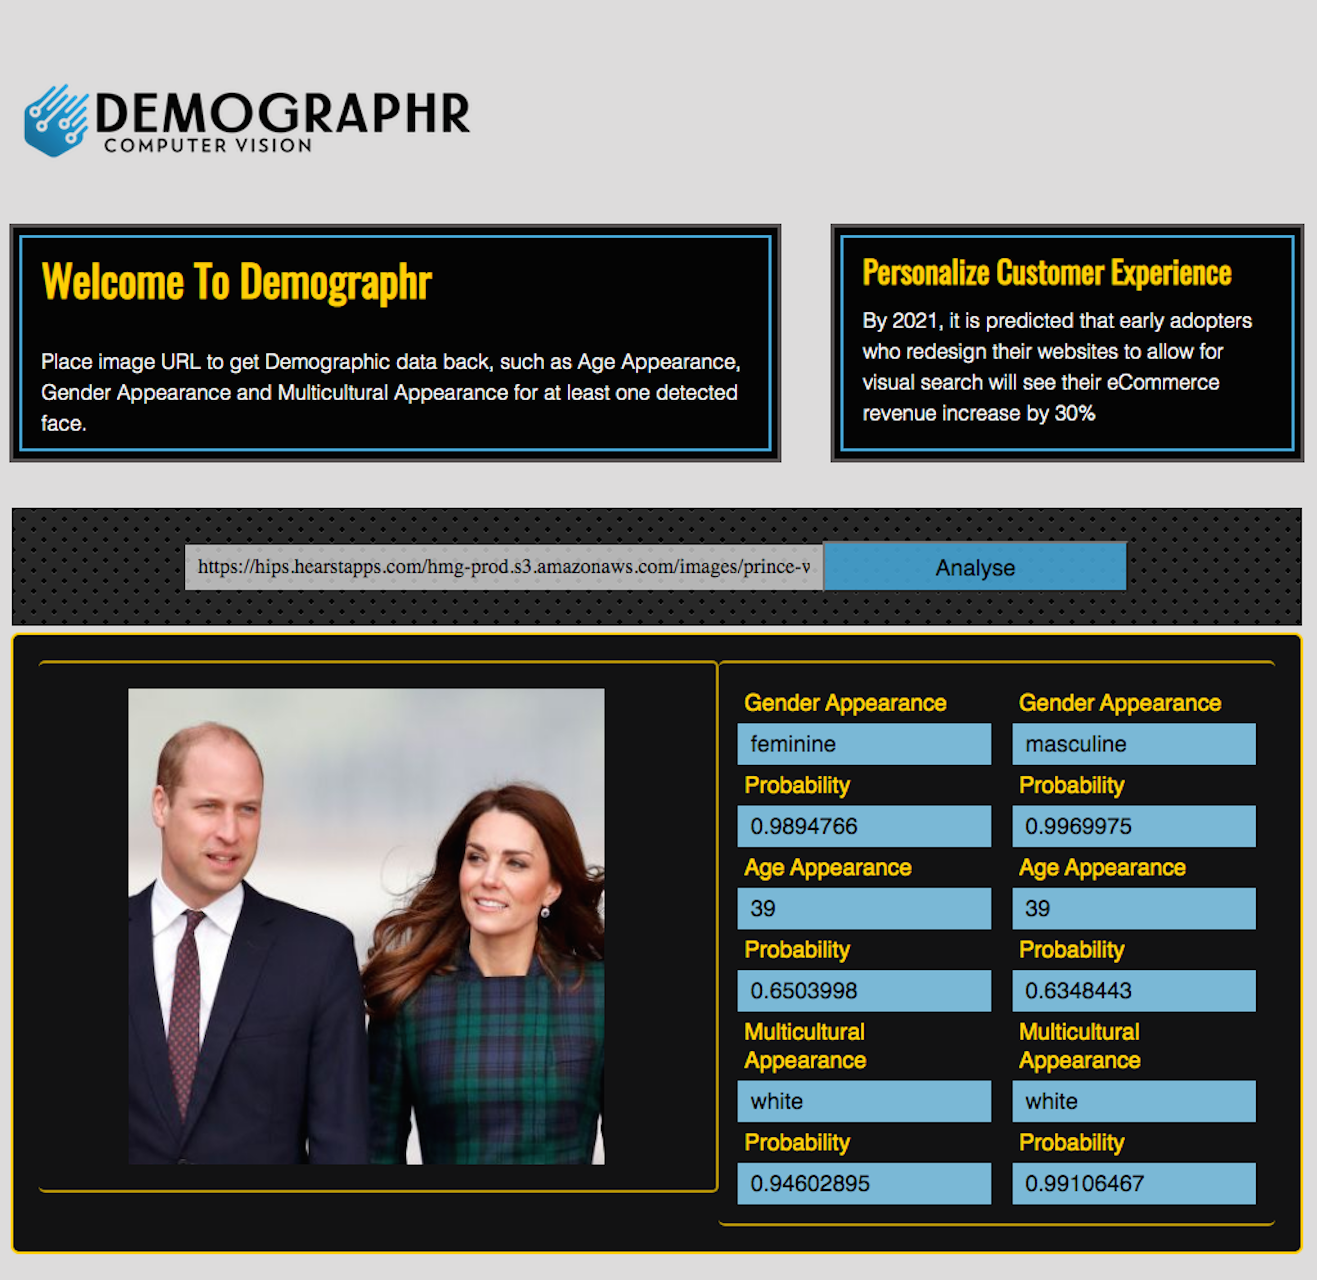 DEMOGRAPHR
COMPUTER VISION
Welcome To Demographr
Place image URL to get Demographic data back, such as Age Appearance,
Gender Appearance and Multicultural Appearance for at least one detected
face.
Personalize Customer Experience
By 2021, it is predicted that early adopters
who redesign their websites to allow for
visual search will see their eCommerce
revenue increase by 30%
https://hips.hearstapps.com/hmg-prod.s3.amazonaws.com/images/prince-v
Analyse
Gender Appearance
feminine
Probability
0.9894766
Age Appearance
39
Probability
0.6503998
Multicultural
Appearance
white
Probability
0.94602895
Gender Appearance
masculine
Probability
0.9969975
Age Appearance
39
Probability
0.6348443
Multicultural
Appearance
white
Probability
0.99106467